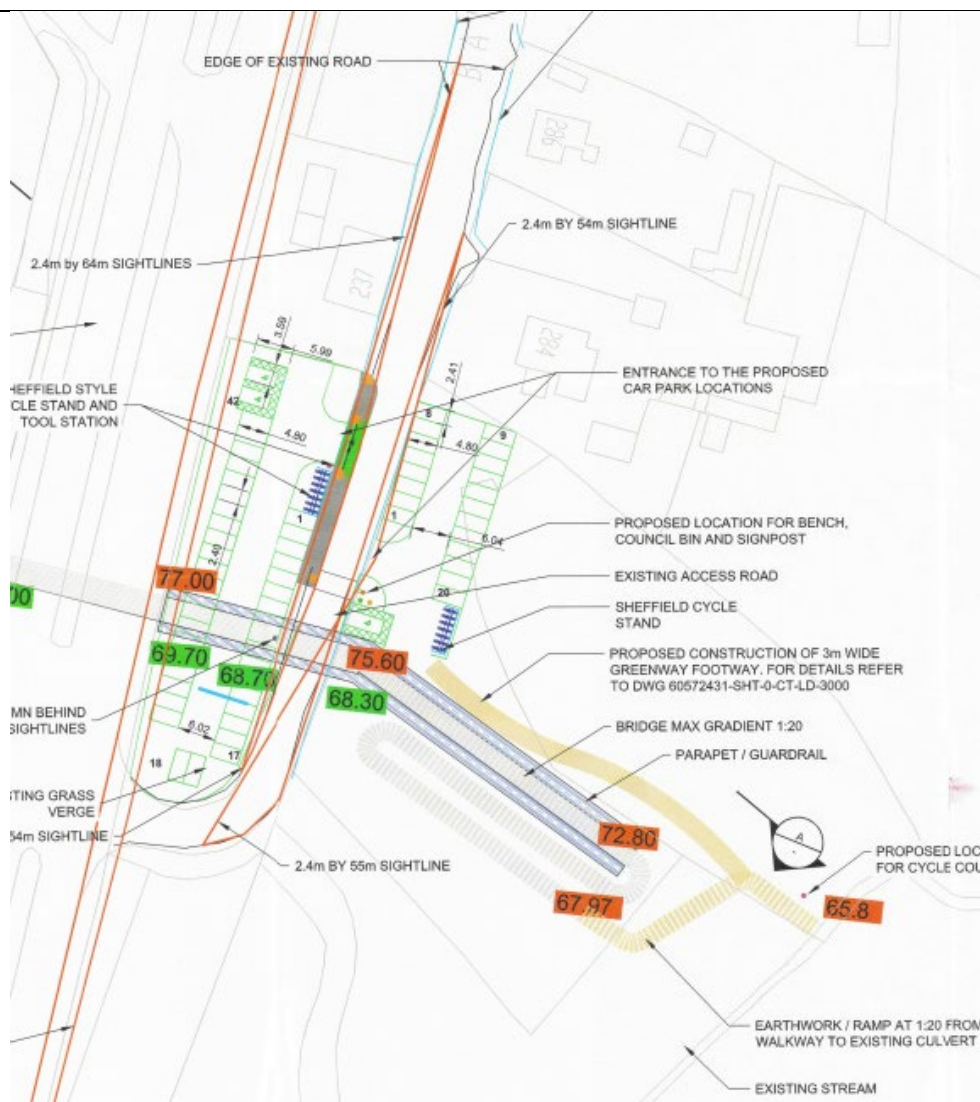 EDGE OF EXISTING ROAD
286
2.4m BY 54m SIGHTLINE
2.4m by 64m SIGHTLINES
237
284
3.59
5.99
2.41
ENTRANCE TO THE PROPOSED
CAR PARK LOCATIONS
HEFFIELD STYLE
CLE STAND AND
TOOL STATION
42
4
4
8
9
4.80
4.80
1
1
6.04
PROPOSED LOCATION FOR BENCH,
COUNCIL BIN AND SIGNPOST
2.40
EXISTING ACCESS ROAD
77.00
00
20
SHEFFIELD CYCLE
STAND
4
69.70
75.60
PROPOSED CONSTRUCTION OF 3m WIDE
GREENWAY FOOTWAY. FOR DETAILS REFER
TO DWG 60572431-SHT-0-CT-LD-3000
68.70
68.30
MN BEHIND
SIGHTLINES
BRIDGE MAX GRADIENT 1:20
6.02
PARAPET / GUARDRAIL
18
17
STING GRASS
VERGE
54m SIGHTLINE
72.80
A
2.4m BY 55m SIGHTLINE
PROPOSED LOC
FOR CYCLE COU
67.97
65.8
EARTHWORK / RAMP AT 1:20 FROM
WALKWAY TO EXISTING CULVERT
EXISTING STREAM